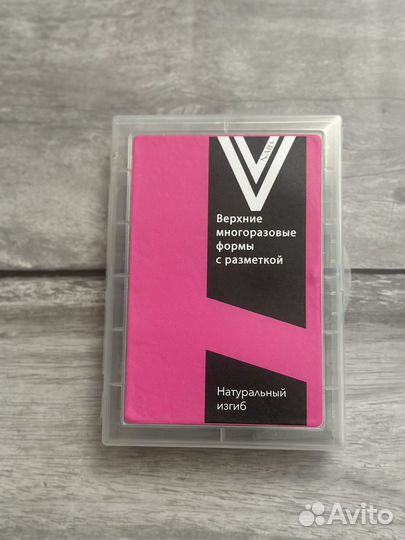 NAILS
Верхние
многоразовые
формы
с разметкой
Натуральный
изгиб
Avito